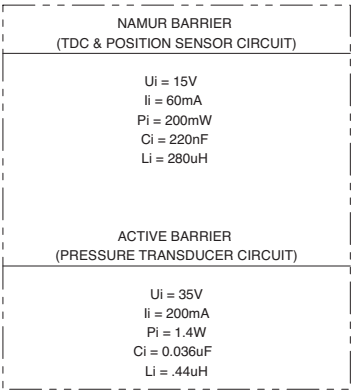 NAMUR BARRIER
(TDC & POSITION SENSOR CIRCUIT)
Ui = 15V
Ii = 60mA
Pi = 200mW
Ci = 220nF
Li = 280uH
ACTIVE BARRIER
(PRESSURE TRANSDUCER CIRCUIT)
Ui = 35V
Ii = 200mA
Pi = 1.4W
Ci = 0.036uF
Li = .44uH